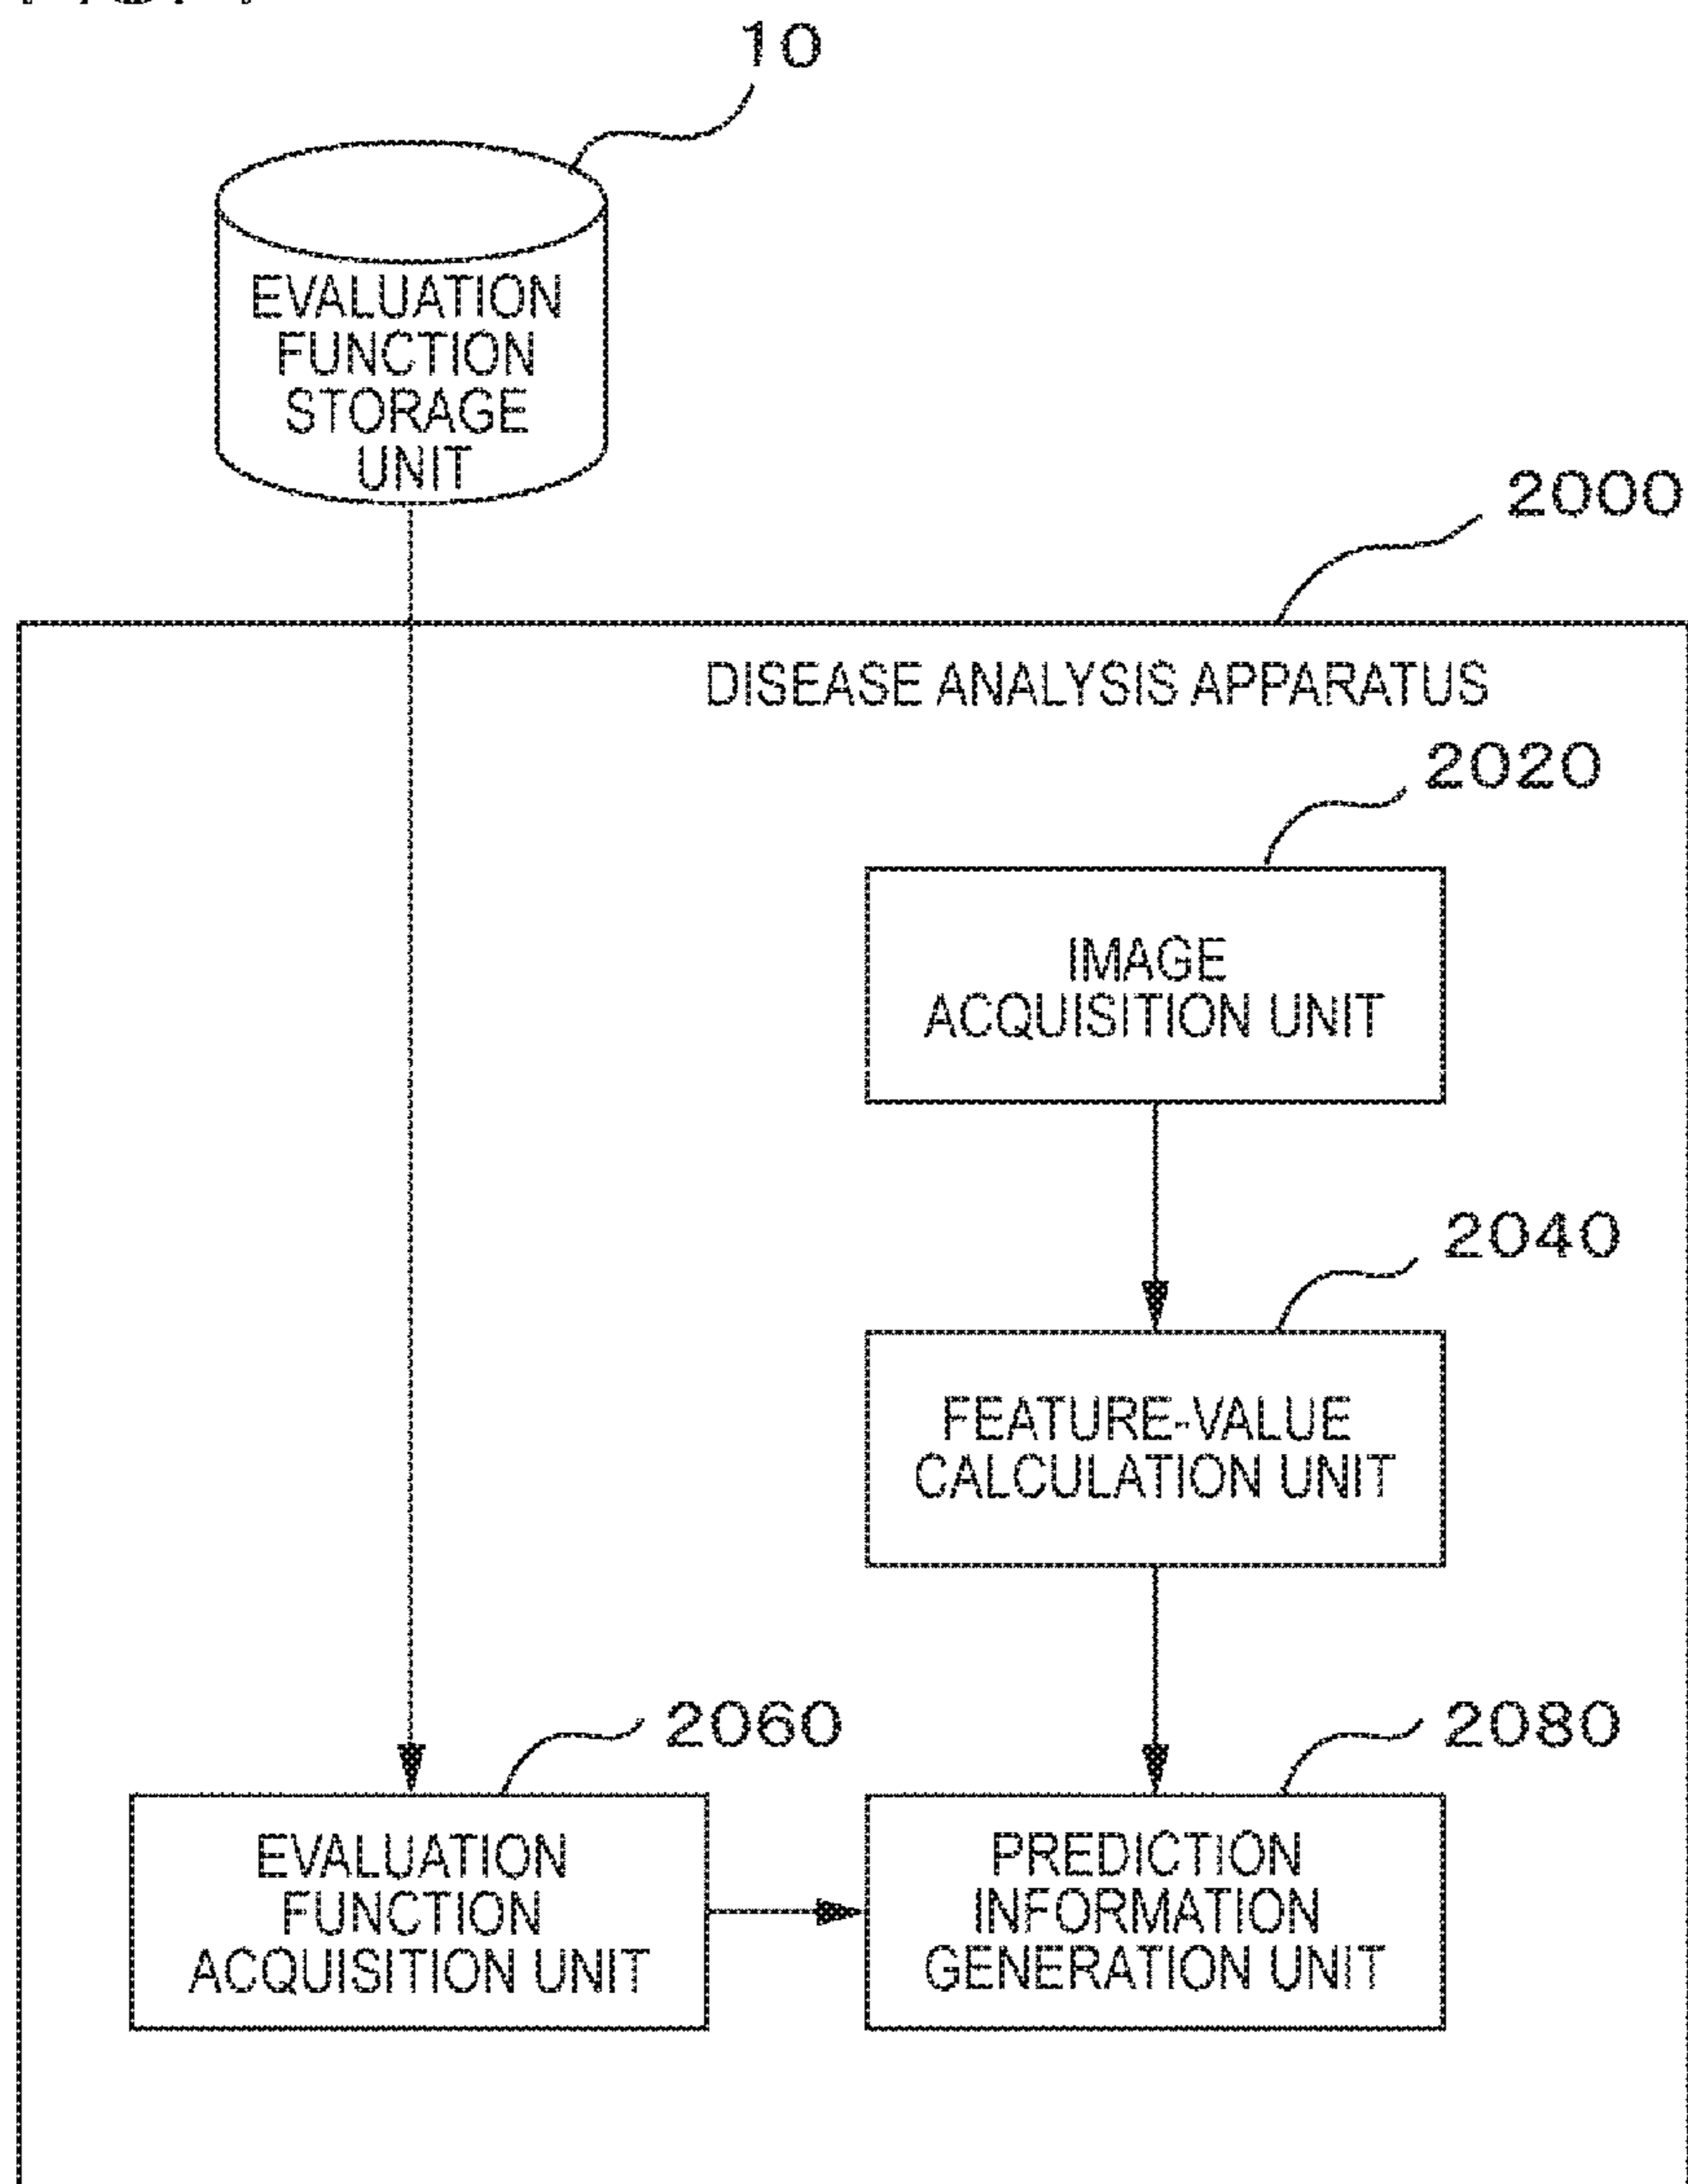 10
EVALUATION
FUNCTION
STORAGE
UNIT
2000
DISEASE ANALYSIS APPARATUS
2020
IMAGE
ACQUISITION UNIT
2040
FEATURE-VALUE
CALCULATION UNIT
2060
2080
EVALUATION
FUNCTION
ACQUISITION UNIT
PREDICTION
INFORMATION
GENERATION UNIT